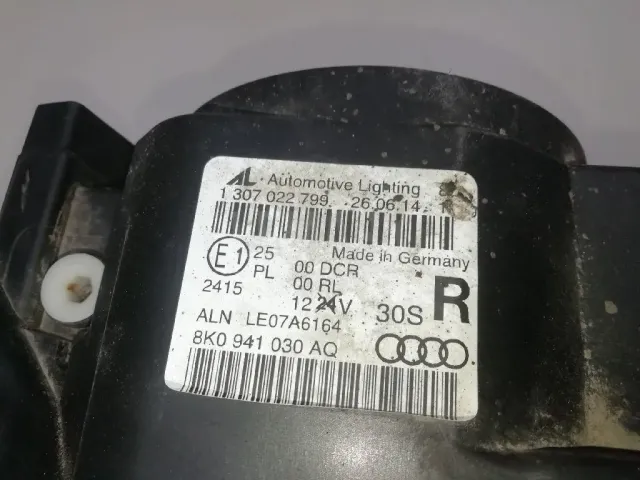 AL Automotive Lighting
1 307 022 799 26.06.14
E1 25 Made in Germany
PL 00 DCR
00 RL
2415 12 24V 30S R
ALN LE07A6164
8K0 941 030 AQ